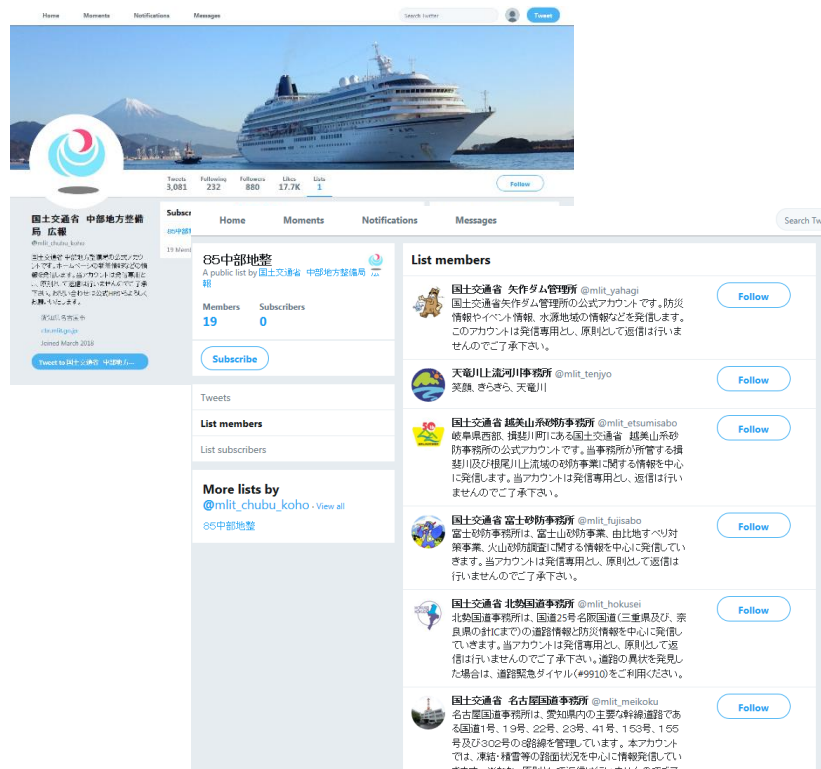 Home Moments Notifications Messages Search Twitter Tweet
Tweets Following Followers Likes Lists
3,081 232 880 17.7K 1 Follow
国土交通省 中部地方整備
局 広報
@mlit_chubu_koho
愛知県名古屋市
cbr.mlit.go.jp
Joined March 2018
Tweet to 国土交通省 中部地方...
Subscr
85中部
19 Mem
Home Moments Notifications Messages Search Tw
85中部地整
A public list by 国土交通省 中部地方整備局 広
報
Members Subscribers
19 0
Subscribe
Tweets
List members
List subscribers
More lists by
@mlit_chubu_koho · View all
85中部地整
List members
国土交通省 矢作ダム管理所 @mlit_yahagi
Follow
国土交通省矢作ダム管理所の公式アカウントです。防災
情報やイベント情報、水源地域の情報などを発信します。
このアカウントは発信専用とし、原則として返信は行いま
せんのでご了承下さい。
天竜川上流河川事務所 @mlit_tenjyo
Follow
笑顔、きらきら、天竜川
国土交通省 越美山系砂防事務所 @mlit_etsumisabo
Follow
岐阜県西部、揖斐川町にある国土交通省 越美山系砂
防事務所の公式アカウントです。当事務所が所管する揖
斐川及び根尾川上流域の砂防事業に関する情報を中心
に発信します。当アカウントは発信専用とし、返信は行い
ませんのでご了承下さい。
国土交通省 富士砂防事務所 @mlit_fujisabo
Follow
富士砂防事務所は、富士山砂防事業、由比地すべり対
策事業、火山砂防調査に関する情報を中心に発信してい
きます。当アカウントは発信専用とし、原則として返信は
行いませんのでご了承下さい。
国土交通省 北勢国道事務所 @mlit_hokusei
Follow
北勢国道事務所は、国道25号名阪国道（三重県及び、奈
良県の針ICまで）の道路情報と防災情報を中心に発信し
ていきます。当アカウントは発信専用とし、原則として返
信は行いませんのでご了承下さい。道路の異状を発見し
た場合は、道路緊急ダイヤル（#9910）をご利用ください。
国土交通省 名古屋国道事務所 @mlit_meikoku
Follow
名古屋国道事務所は、愛知県内の主要な幹線道路であ
る国道1号、19号、22号、23号、41号、153号、155
号及び302号の8路線を管理しています。本アカウント
では、凍結・積雪等の路面状況を中心に情報発信してい